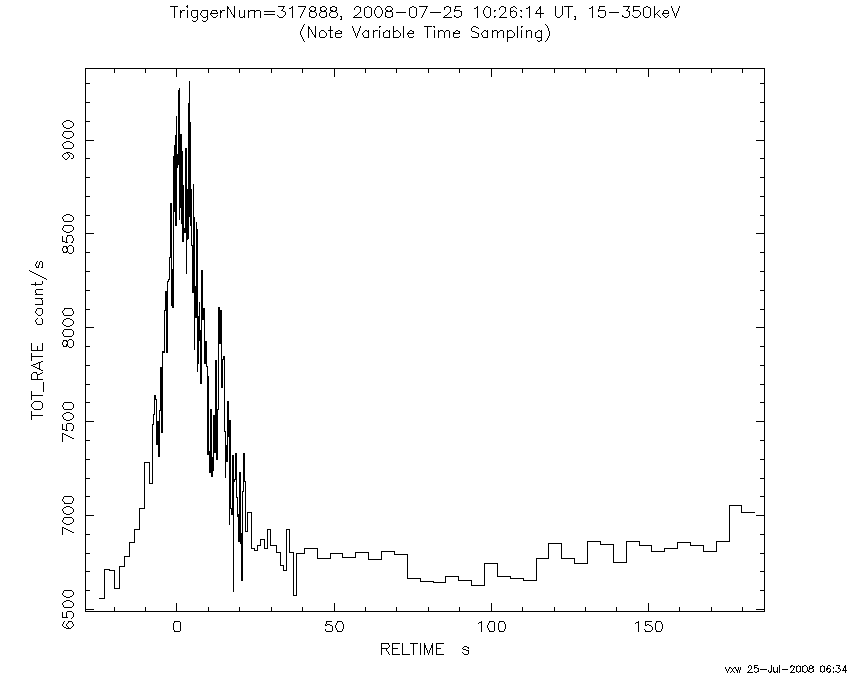 TriggerNum=317888, 2008-07-25 10:26:14 UT, 15-350keV
(Note Variable Time Sampling)
TOT_RATE count/s
9000
8500
8000
7500
7000
6500
0 50 100 150
RELTIME s
vxw 25-Jul-2008 06:34